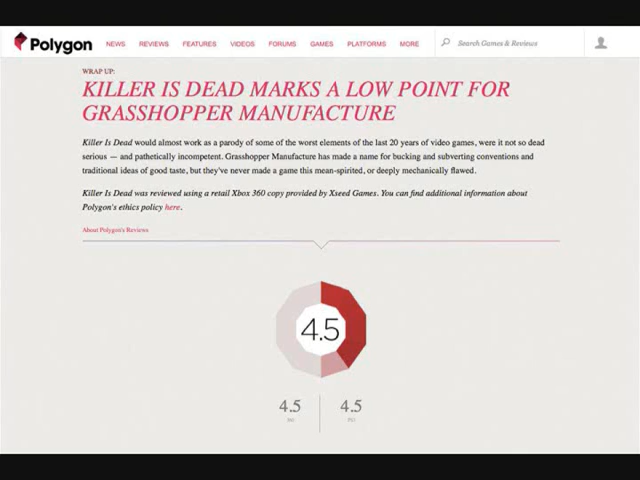 Polygon NEWS REVIEWS FEATURES VIDEOS FORUMS GAMES PLATFORMS MORE Search Games & Reviews
WRAP UP:
KILLER IS DEAD MARKS A LOW POINT FOR
GRASSHOPPER MANUFACTURE
Killer Is Dead would almost work as a parody of some of the worst elements of the last 20 years of video games, were it not so dead
serious — and pathetically incompetent. Grasshopper Manufacture has made a name for bucking and subverting conventions and
traditional ideas of good taste, but they've never made a game this mean-spirited, or deeply mechanically flawed.
Killer Is Dead was reviewed using a retail Xbox 360 copy provided by Xseed Games. You can find additional information about
Polygon's ethics policy here.
About Polygon's Reviews
4.5
4.5 4.5